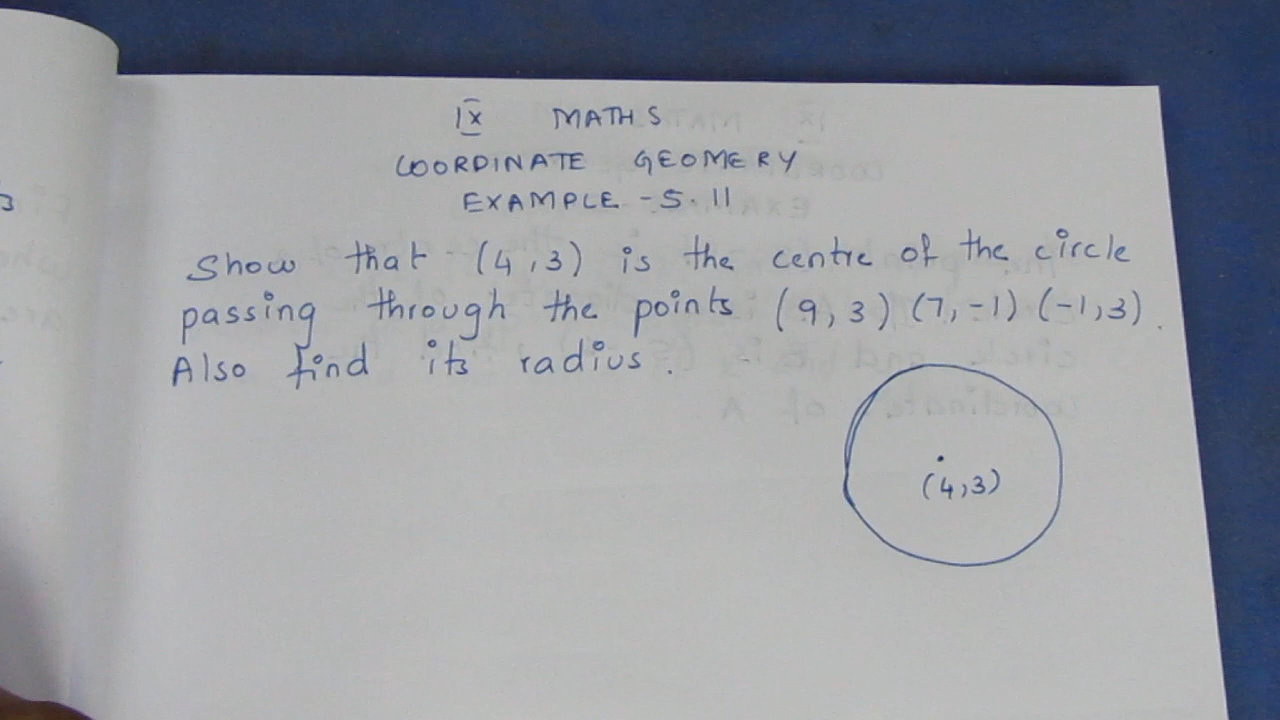 IX MATHS
COORDINATE GEOMERY
EXAMPLE - 5.11
Show that (4,3) is the centre of the circle
passing through the points (9,3) (7,-1) (-1,3).
Also find its radius.
(4,3)
3